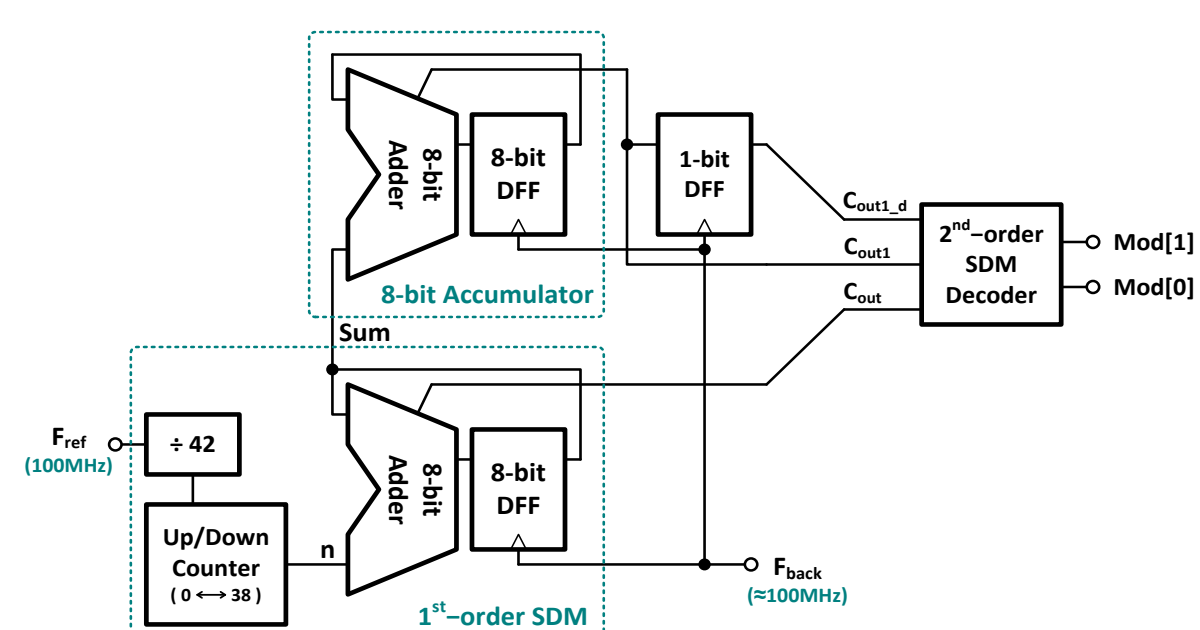 8-bit
Adder
8-bit
DFF
1-bit
DFF
8-bit Accumulator
Cout1_d
Cout1
Cout
2nd−order
SDM
Decoder
Mod[1]
Mod[0]
Sum
Fref
(100MHz)
÷ 42
Up/Down
Counter
( 0 ⟷ 38 )
n
8-bit
Adder
8-bit
DFF
1st−order SDM
Fback
(≈100MHz)